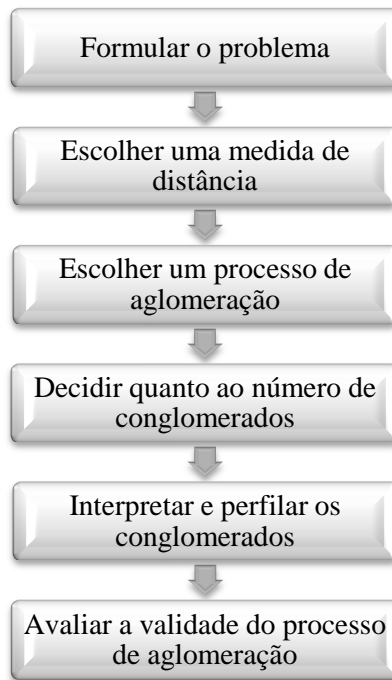 Formular o problema
Escolher uma medida de
distância
Escolher um processo de
aglomeração
Decidir quanto ao número de
conglomerados
Interpretar e perfilar os
conglomerados
Avaliar a validade do processo
de aglomeração